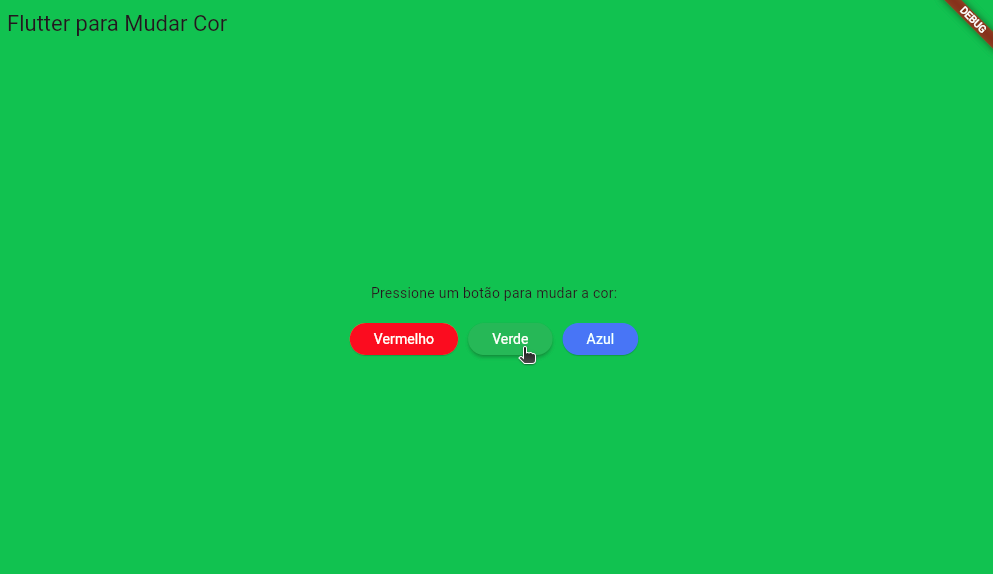 Flutter para Mudar Cor
DEBUG
Pressione um botão para mudar a cor:
Vermelho Verde Azul